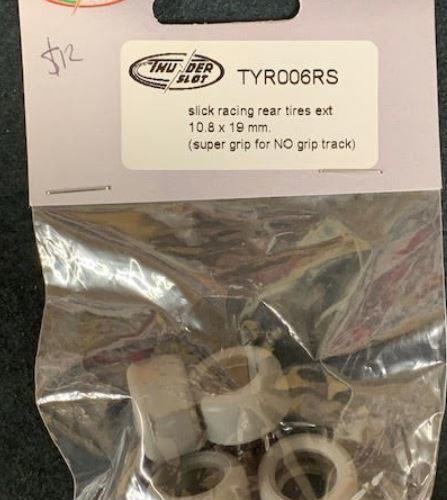 $12
THUNDER
SLOT
TYR006RS
slick racing rear tires ext
10.8 x 19 mm.
(super grip for NO grip track)